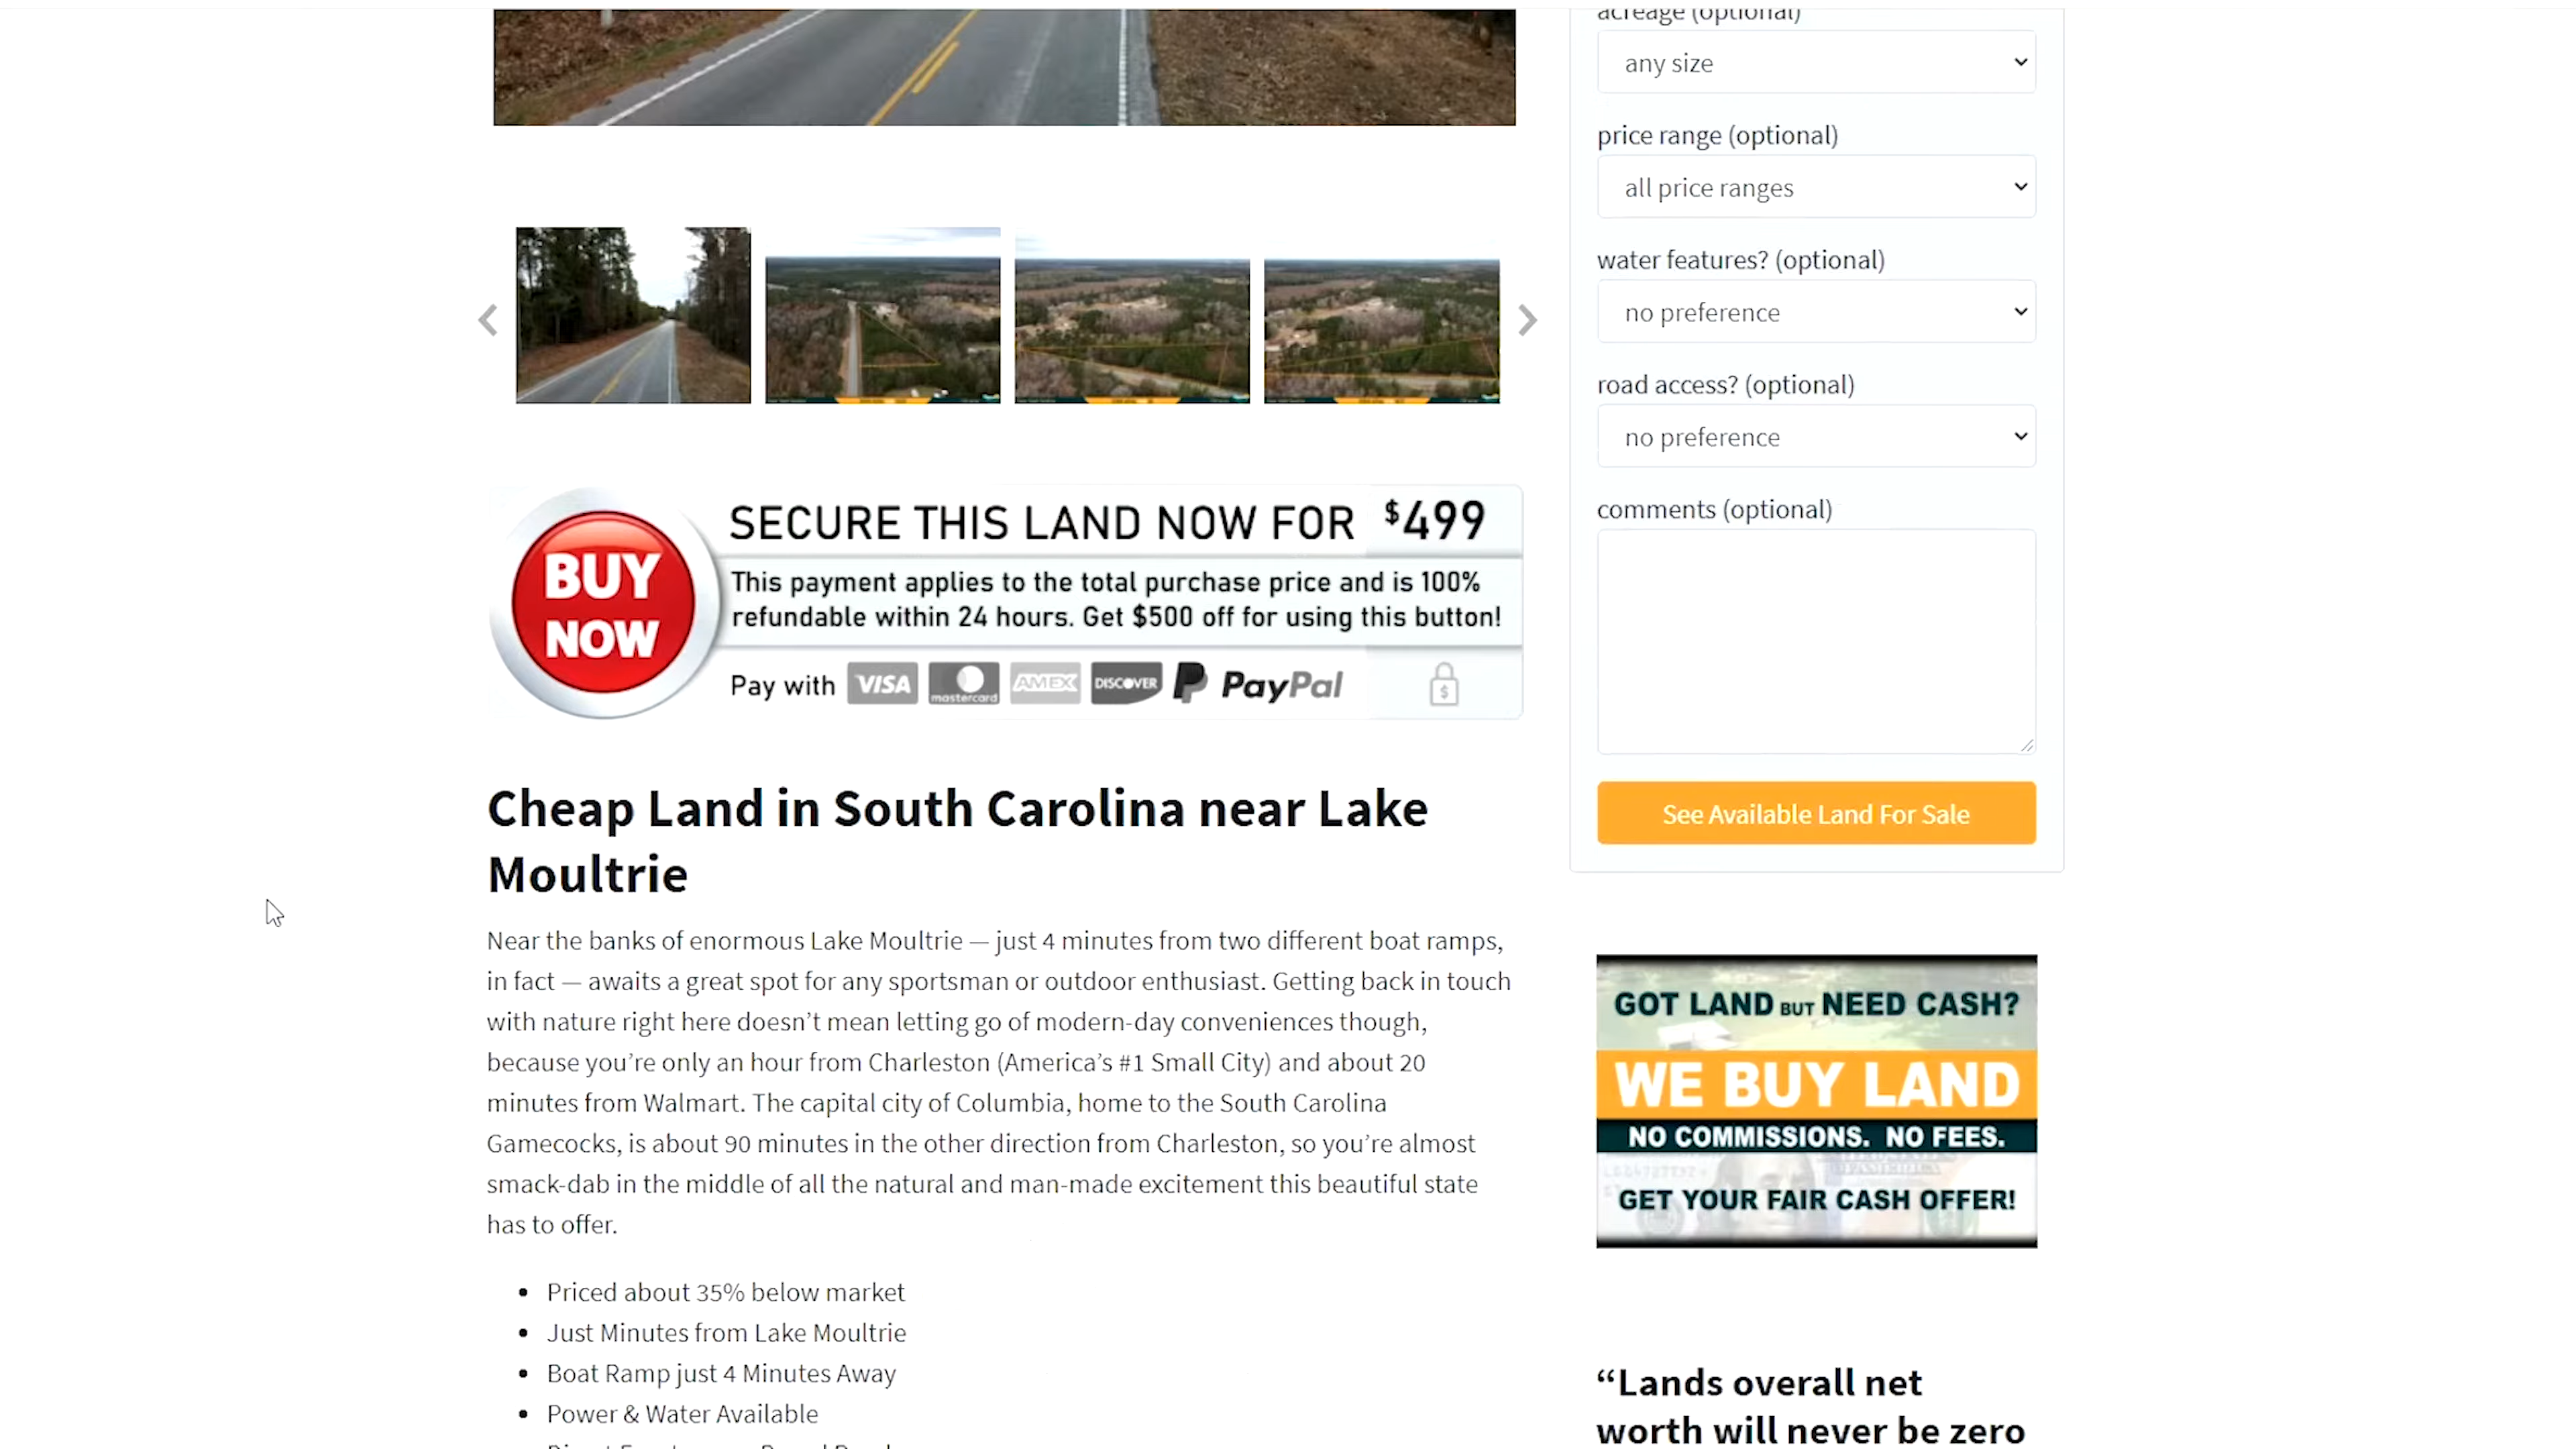 acreage (optional)
any size
price range (optional)
all price ranges
water features? (optional)
no preference
road access? (optional)
no preference
comments (optional)
See Available Land For Sale
BUY
NOW
SECURE THIS LAND NOW FOR $499
This payment applies to the total purchase price and is 100%
refundable within 24 hours. Get $500 off for using this button!
Pay with VISA mastercard AMEX DISCOVER PayPal
Cheap Land in South Carolina near Lake
Moultrie
Near the banks of enormous Lake Moultrie — just 4 minutes from two different boat ramps,
in fact — awaits a great spot for any sportsman or outdoor enthusiast. Getting back in touch
with nature right here doesn’t mean letting go of modern-day conveniences though,
because you’re only an hour from Charleston (America’s #1 Small City) and about 20
minutes from Walmart. The capital city of Columbia, home to the South Carolina
Gamecocks, is about 90 minutes in the other direction from Charleston, so you’re almost
smack-dab in the middle of all the natural and man-made excitement this beautiful state
has to offer.
• Priced about 35% below market
• Just Minutes from Lake Moultrie
• Boat Ramp just 4 Minutes Away
• Power & Water Available
GOT LAND BUT NEED CASH?
WE BUY LAND
NO COMMISSIONS. NO FEES.
GET YOUR FAIR CASH OFFER!
“Lands overall net
worth will never be zero